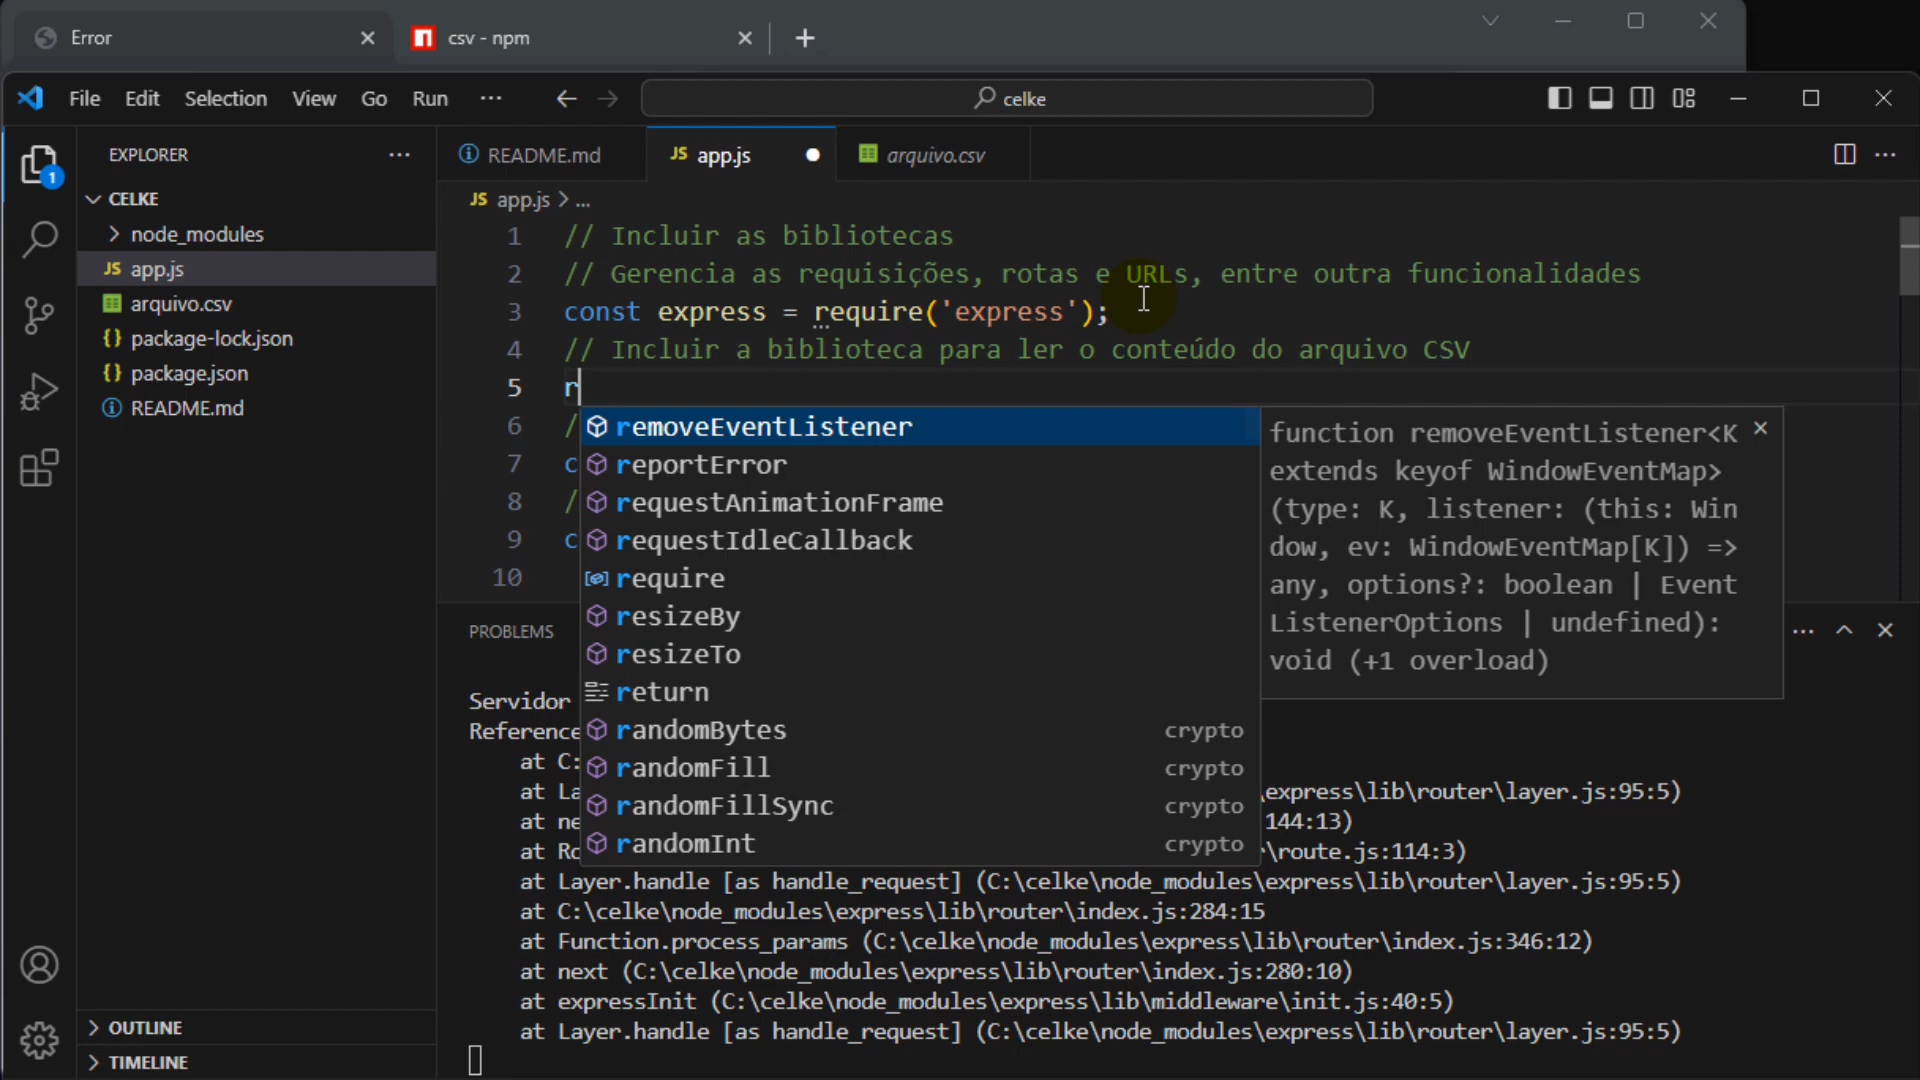 Error
csv - npm
File Edit Selection View Go Run ...
celke
EXPLORER
1
CELKE
node_modules
JS app.js
arquivo.csv
{} package-lock.json
{} package.json
README.md
OUTLINE
TIMELINE
README.md
JS app.js
arquivo.csv
JS app.js > ...
1 // Incluir as bibliotecas
2 // Gerencia as requisições, rotas e URLs, entre outra funcionalidades
3 const express = require('express');
4 // Incluir a biblioteca para ler o conteúdo do arquivo CSV
5 r
6 /
7 c
8 /
9 c
10
removeEventListener
reportError
requestAnimationFrame
requestIdleCallback
require
resizeBy
resizeTo
return
randomBytes crypto
randomFill crypto
randomFillSync crypto
randomInt crypto
function removeEventListener<K
extends keyof WindowEventMap>
(type: K, listener: (this: Win
dow, ev: WindowEventMap[K]) =>
any, options?: boolean | Event
ListenerOptions | undefined):
void (+1 overload)
PROBLEMS
Servidor
Reference
at C:
at La express\lib\router\layer.js:95:5)
at ne 144:13)
at Ro \route.js:114:3)
at Layer.handle [as handle_request] (C:\celke\node_modules\express\lib\router\layer.js:95:5)
at C:\celke\node_modules\express\lib\router\index.js:284:15
at Function.process_params (C:\celke\node_modules\express\lib\router\index.js:346:12)
at next (C:\celke\node_modules\express\lib\router\index.js:280:10)
at expressInit (C:\celke\node_modules\express\lib\middleware\init.js:40:5)
at Layer.handle [as handle_request] (C:\celke\node_modules\express\lib\router\layer.js:95:5)